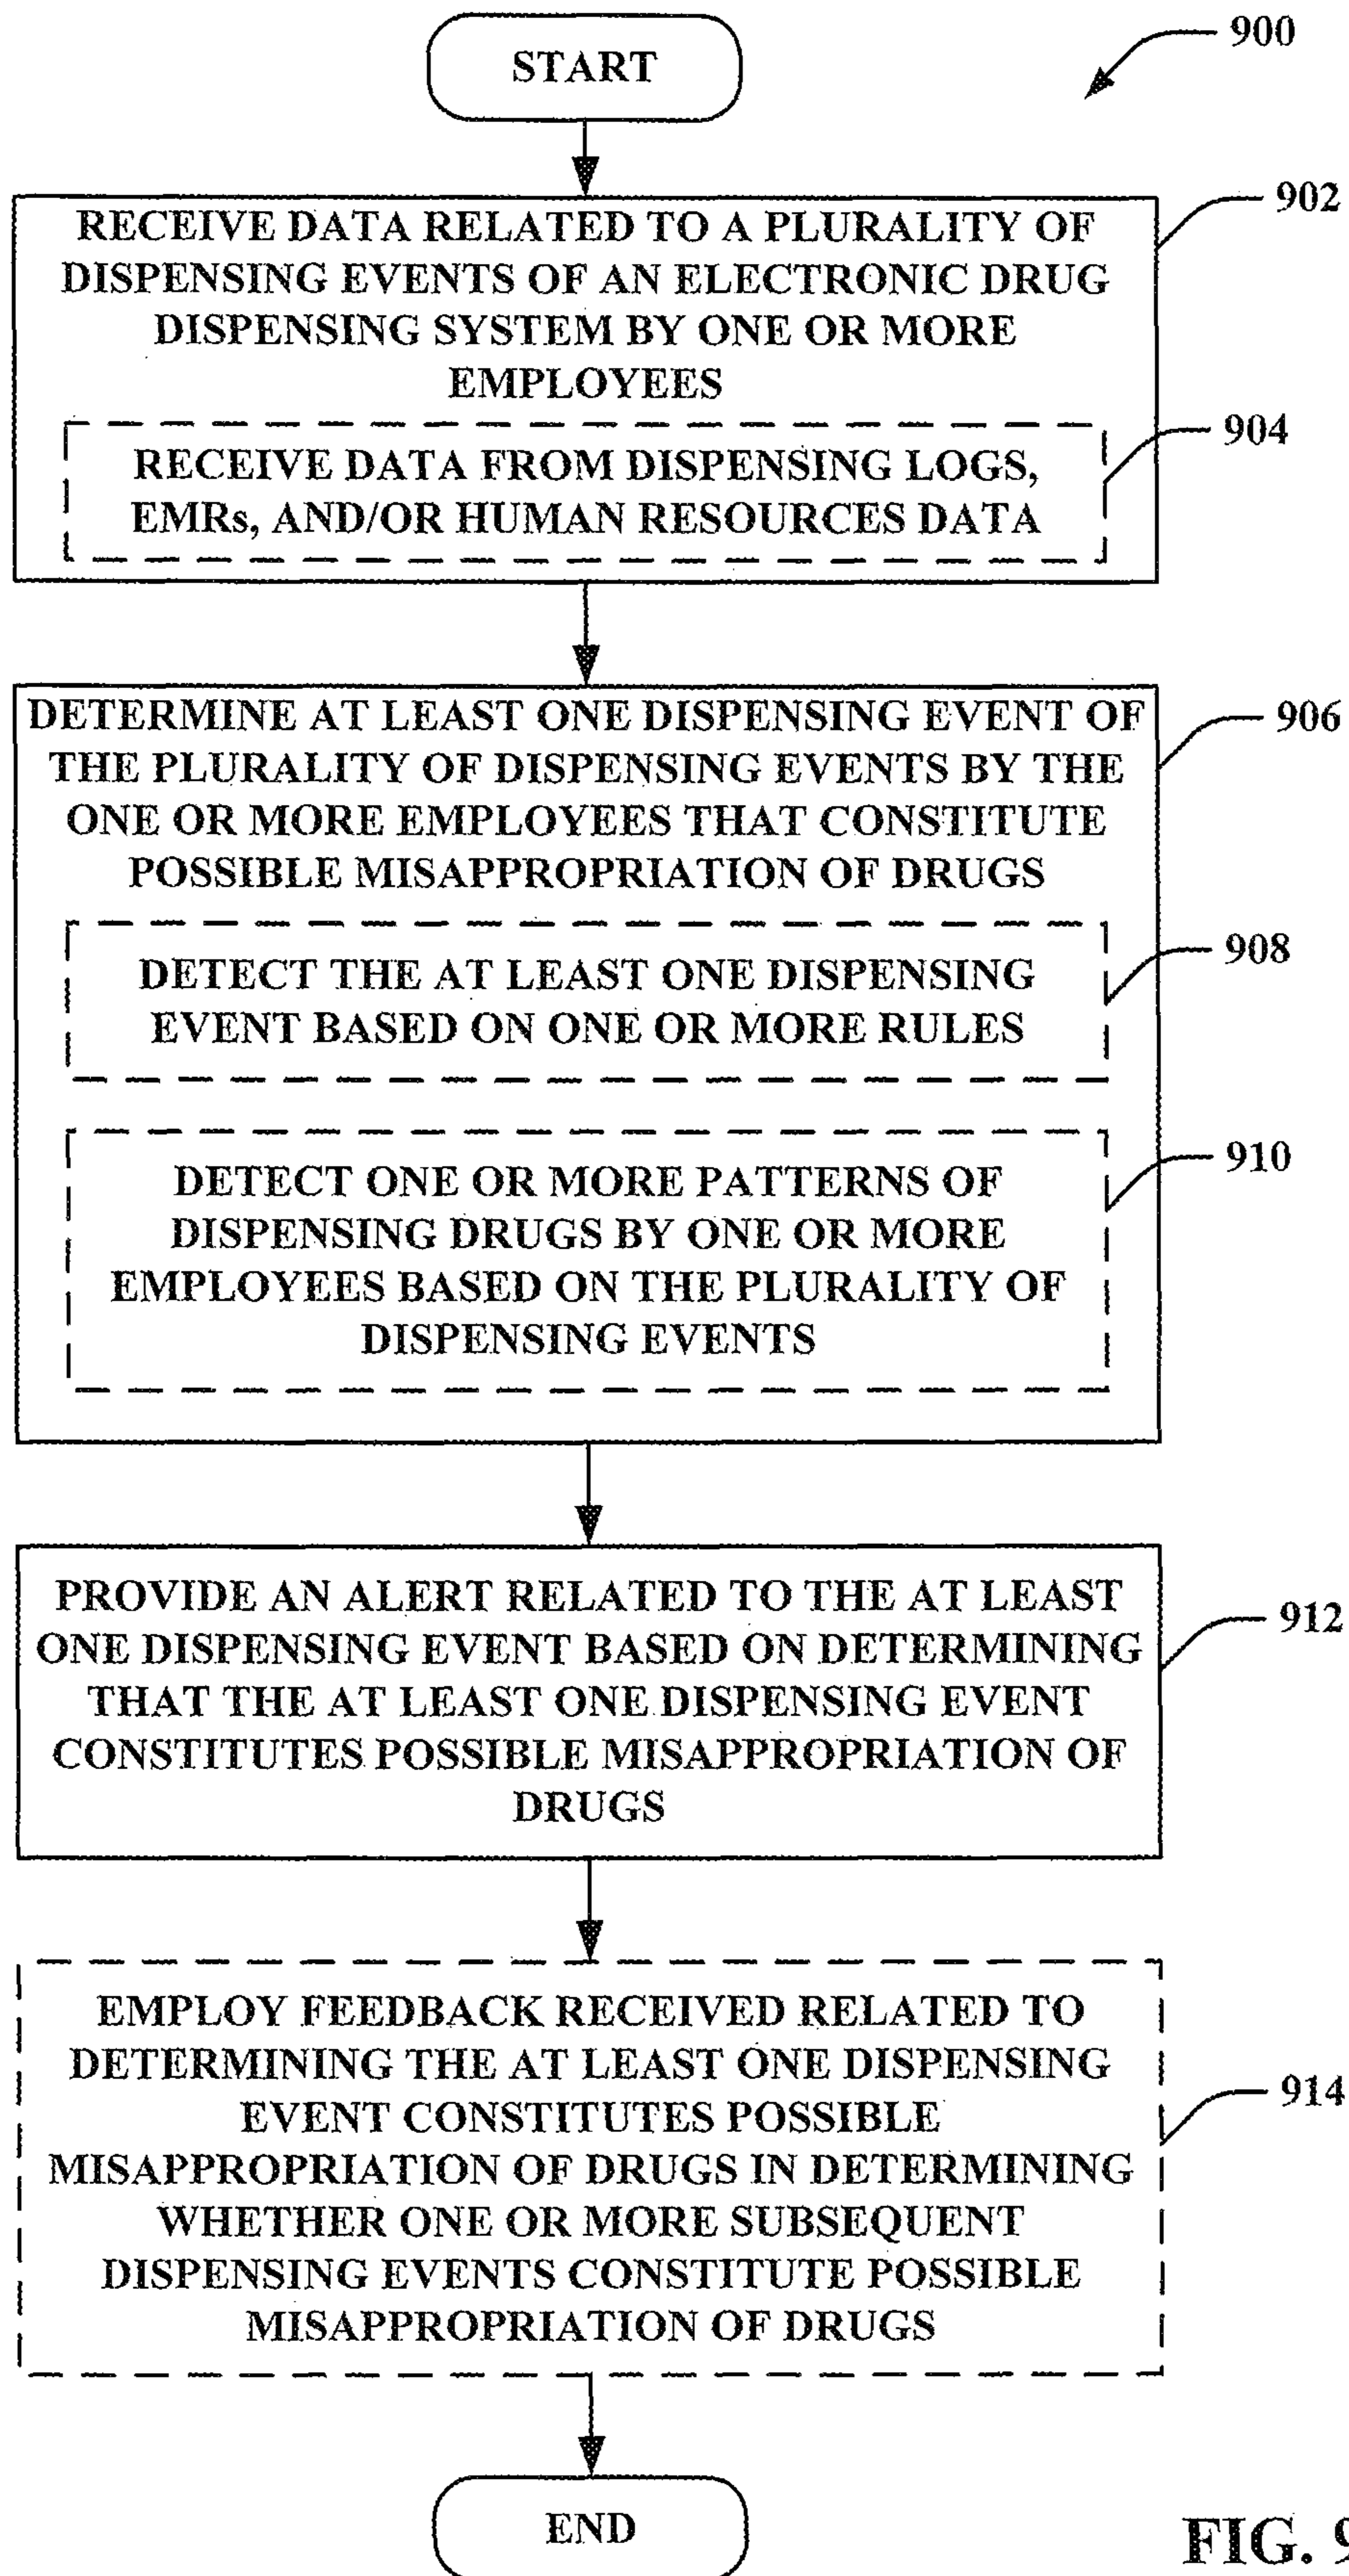 START
900
RECEIVE DATA RELATED TO A PLURALITY OF
DISPENSING EVENTS OF AN ELECTRONIC DRUG
DISPENSING SYSTEM BY ONE OR MORE
EMPLOYEES
902
RECEIVE DATA FROM DISPENSING LOGS,
EMRs, AND/OR HUMAN RESOURCES DATA
904
DETERMINE AT LEAST ONE DISPENSING EVENT OF
THE PLURALITY OF DISPENSING EVENTS BY THE
ONE OR MORE EMPLOYEES THAT CONSTITUTE
POSSIBLE MISAPPROPRIATION OF DRUGS
906
DETECT THE AT LEAST ONE DISPENSING
EVENT BASED ON ONE OR MORE RULES
908
DETECT ONE OR MORE PATTERNS OF
DISPENSING DRUGS BY ONE OR MORE
EMPLOYEES BASED ON THE PLURALITY OF
DISPENSING EVENTS
910
PROVIDE AN ALERT RELATED TO THE AT LEAST
ONE DISPENSING EVENT BASED ON DETERMINING
THAT THE AT LEAST ONE DISPENSING EVENT
CONSTITUTES POSSIBLE MISAPPROPRIATION OF
DRUGS
912
EMPLOY FEEDBACK RECEIVED RELATED TO
DETERMINING THE AT LEAST ONE DISPENSING
EVENT CONSTITUTES POSSIBLE
MISAPPROPRIATION OF DRUGS IN DETERMINING
WHETHER ONE OR MORE SUBSEQUENT
DISPENSING EVENTS CONSTITUTE POSSIBLE
MISAPPROPRIATION OF DRUGS
914
END
FIG. 9